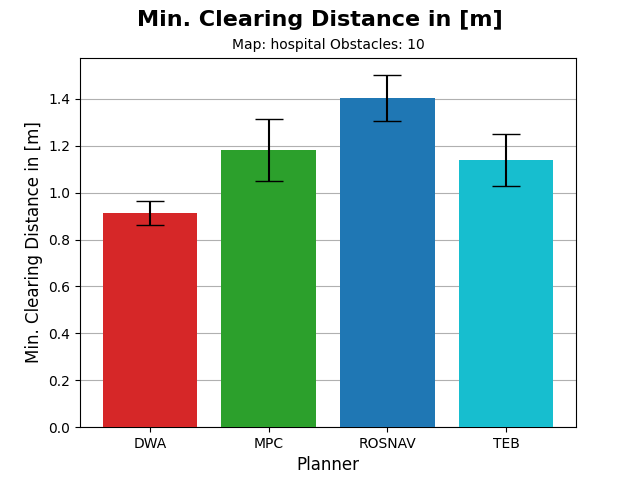 Min. Clearing Distance in [m]
Map: hospital Obstacles: 10
Min. Clearing Distance in [m]
1.4
1.2
1.0
0.8
0.6
0.4
0.2
0.0
DWA MPC ROSNAV TEB
Planner